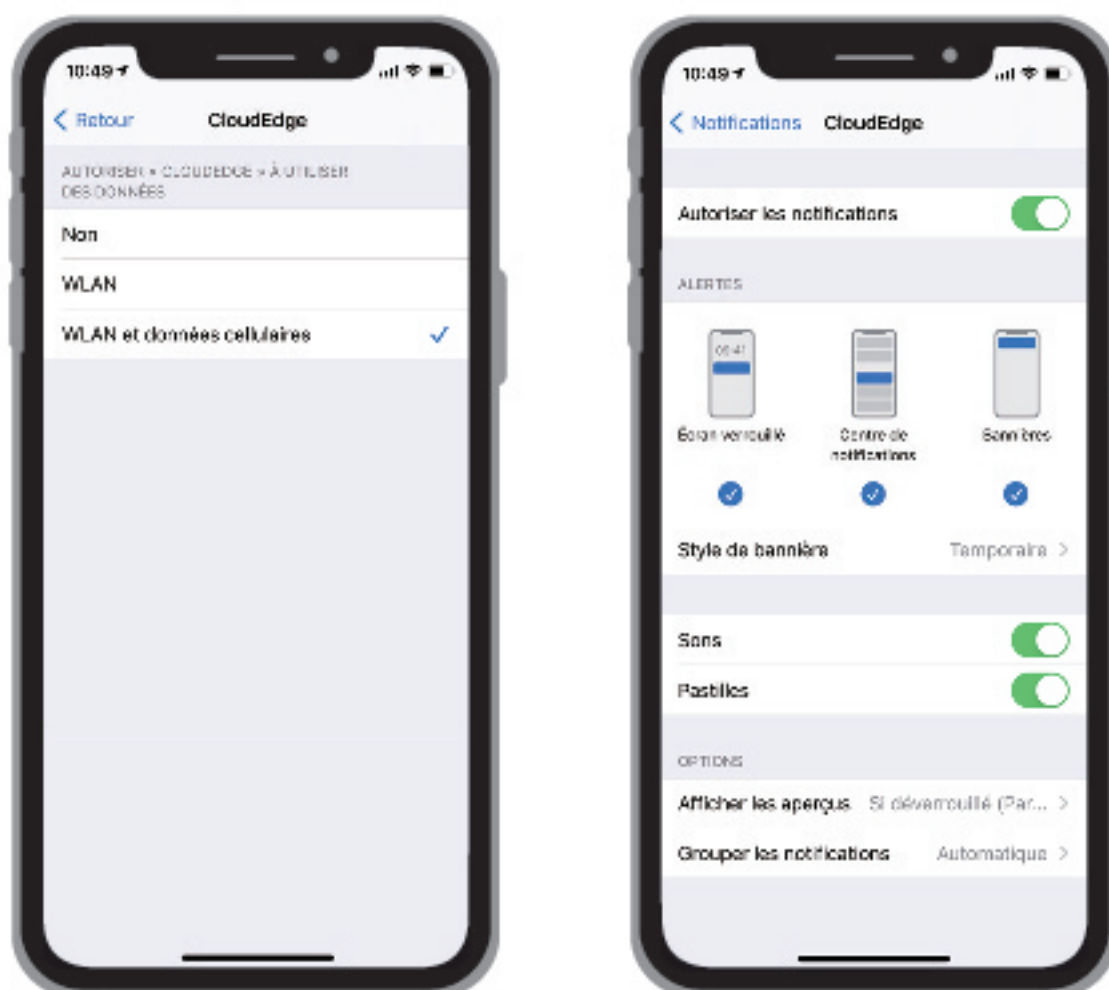 10:49
Retour
CloudEdge
AUTORISER « CLOUDEDGE » À UTILISER
DES DONNÉES
Non
WLAN
WLAN et données cellulaires
10:49
Notifications
CloudEdge
Autoriser les notifications
ALERTES
09:41
Écran verrouillé
Centre de
notifications
Bannières
Style de bannière
Temporaire
Sons
Pastilles
OPTIONS
Afficher les aperçus
Si déverrouillé (Par...
Grouper les notifications
Automatique